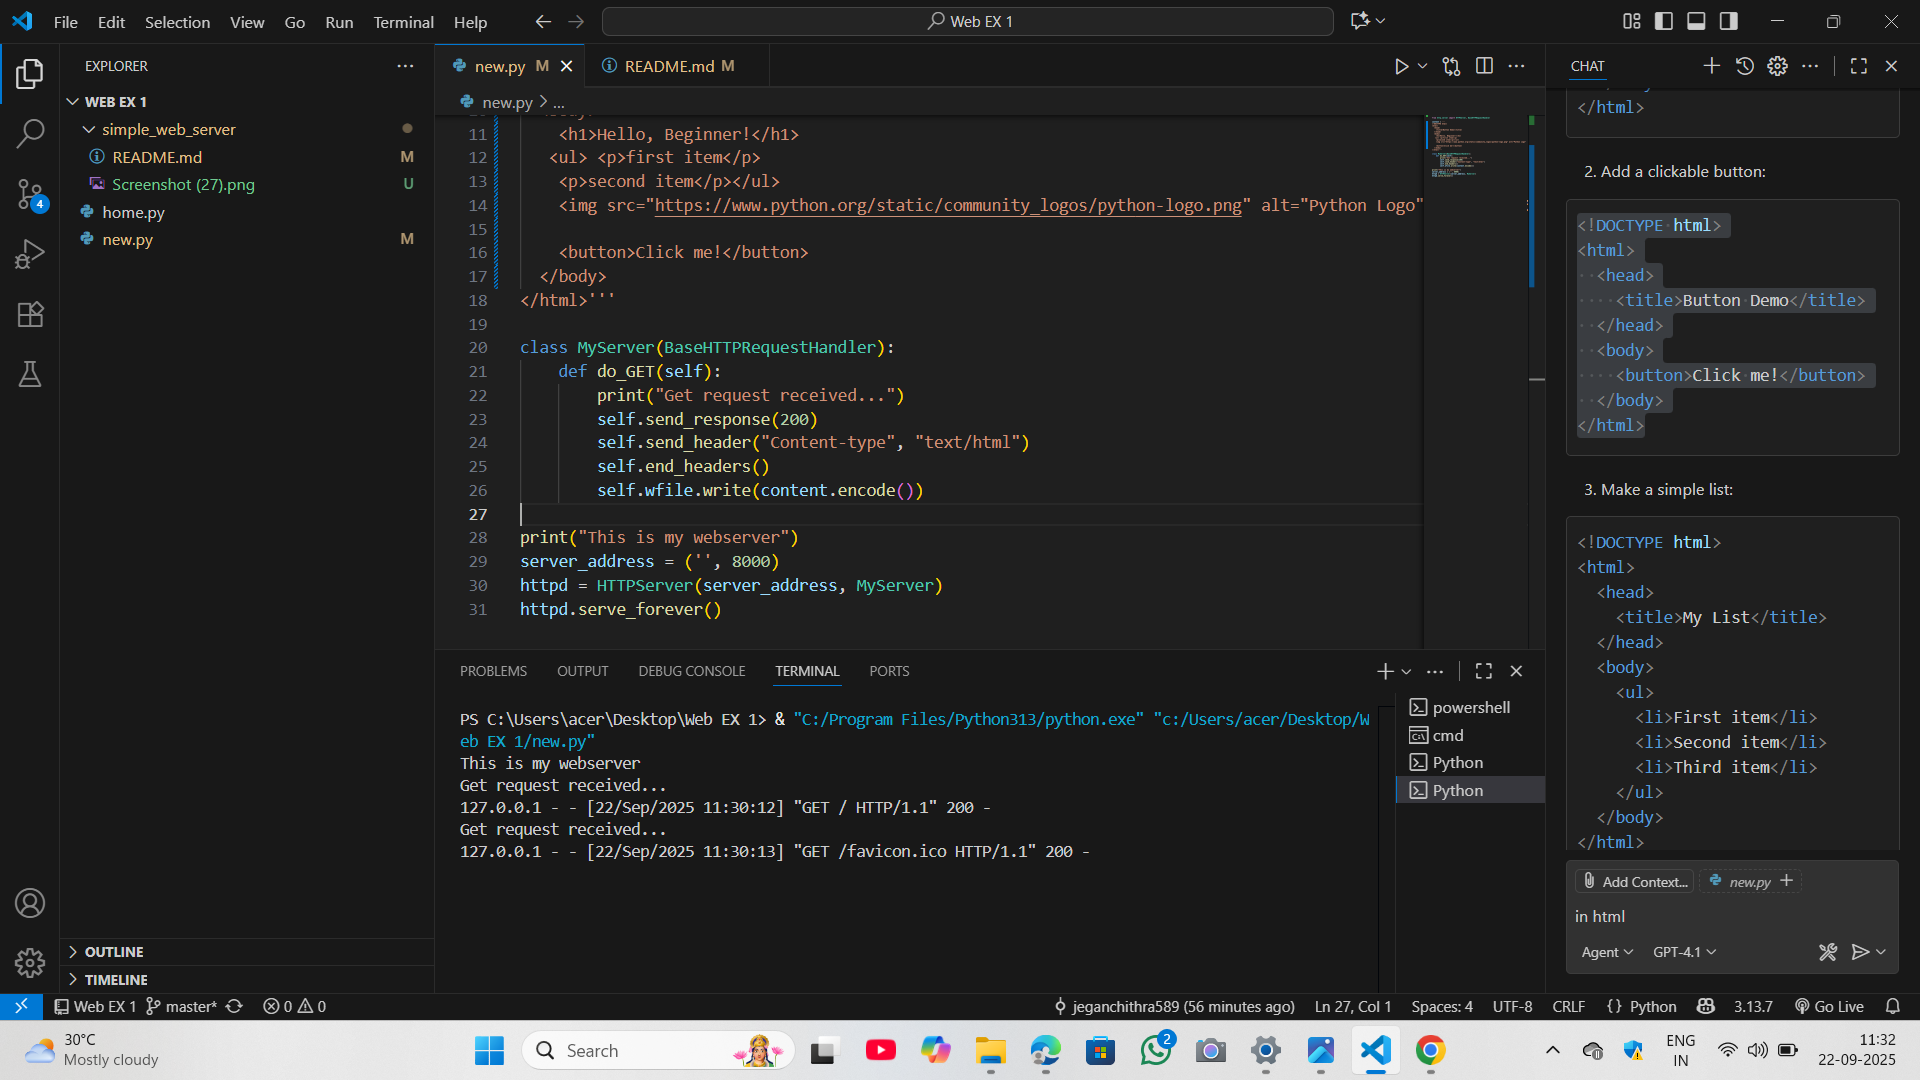 File Edit Selection View Go Run Terminal Help
Web EX 1
EXPLORER
WEB EX 1
simple_web_server
README.md M
Screenshot (27).png U
home.py
new.py M
4
OUTLINE
TIMELINE
new.py M
README.md M
new.py > ...
11 <h1>Hello, Beginner!</h1>
12 <ul> <p>first item</p>
13 <p>second item</p></ul>
14 <img src="https://www.python.org/static/community_logos/python-logo.png" alt="Python Logo"
15
16 <button>Click me!</button>
17 </body>
18 </html>'''
19
20 class MyServer(BaseHTTPRequestHandler):
21 def do_GET(self):
22 print("Get request received...")
23 self.send_response(200)
24 self.send_header("Content-type", "text/html")
25 self.end_headers()
26 self.wfile.write(content.encode())
27
28 print("This is my webserver")
29 server_address = ('', 8000)
30 httpd = HTTPServer(server_address, MyServer)
31 httpd.serve_forever()
PROBLEMS OUTPUT DEBUG CONSOLE TERMINAL PORTS
PS C:\Users\acer\Desktop\Web EX 1> & "C:/Program Files/Python313/python.exe" "c:/Users/acer/Desktop/W
eb EX 1/new.py"
This is my webserver
Get request received...
127.0.0.1 - - [22/Sep/2025 11:30:12] "GET / HTTP/1.1" 200 -
Get request received...
127.0.0.1 - - [22/Sep/2025 11:30:13] "GET /favicon.ico HTTP/1.1" 200 -
powershell
cmd
Python
Python
CHAT
</html>
2. Add a clickable button:
<!DOCTYPE html>
<html>
<head>
<title>Button Demo</title>
</head>
<body>
<button>Click me!</button>
</body>
</html>
3. Make a simple list:
<!DOCTYPE html>
<html>
<head>
<title>My List</title>
</head>
<body>
<ul>
<li>First item</li>
<li>Second item</li>
<li>Third item</li>
</ul>
</body>
</html>
Add Context... new.py
in html
Agent GPT-4.1
Web EX 1 master* 0 0 jeganchithra589 (56 minutes ago) Ln 27, Col 1 Spaces: 4 UTF-8 CRLF {} Python 3.13.7 Go Live
30°C
Mostly cloudy
Search
2
ENG
IN
11:32
22-09-2025